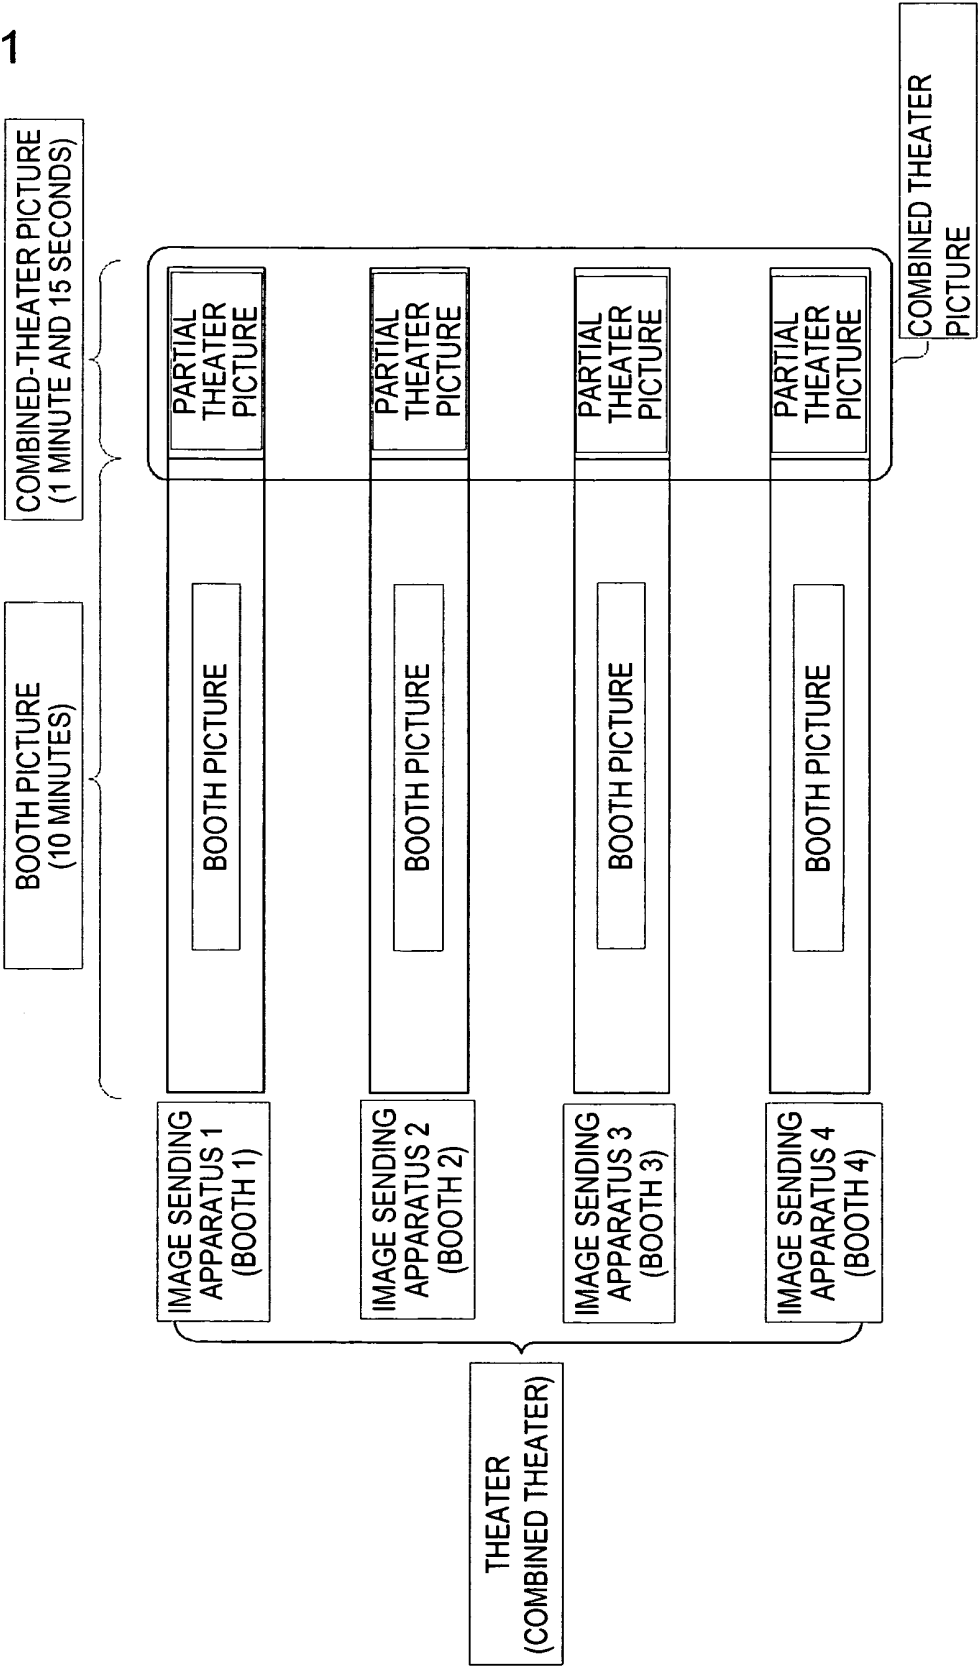 1
BOOTH PICTURE
(10 MINUTES)
COMBINED-THEATER PICTURE
(1 MINUTE AND 15 SECONDS)
IMAGE SENDING
APPARATUS 1
(BOOTH 1)
BOOTH PICTURE
PARTIAL
THEATER
PICTURE
IMAGE SENDING
APPARATUS 2
(BOOTH 2)
BOOTH PICTURE
PARTIAL
THEATER
PICTURE
THEATER
(COMBINED THEATER)
IMAGE SENDING
APPARATUS 3
(BOOTH 3)
BOOTH PICTURE
PARTIAL
THEATER
PICTURE
IMAGE SENDING
APPARATUS 4
(BOOTH 4)
BOOTH PICTURE
PARTIAL
THEATER
PICTURE
COMBINED THEATER
PICTURE